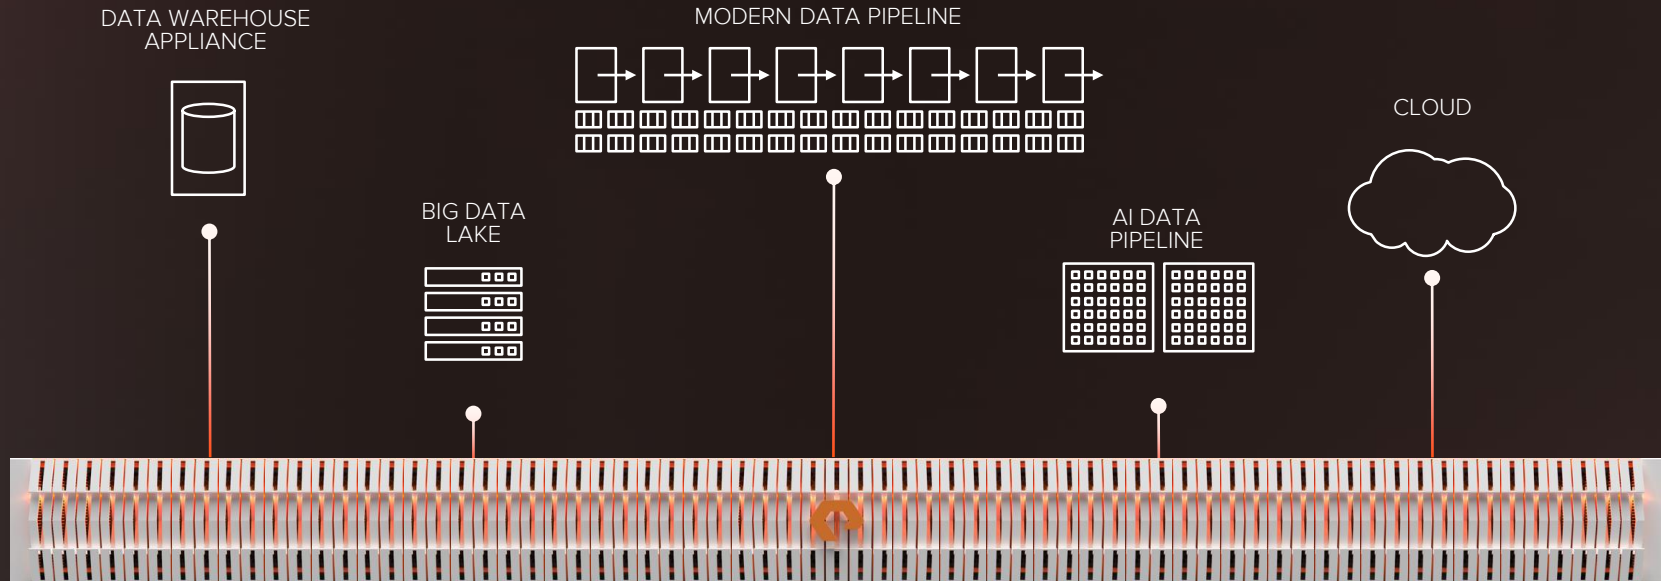 DATA WAREHOUSE
APPLIANCE
BIG DATA
LAKE
MODERN DATA PIPELINE
AI DATA
PIPELINE
CLOUD